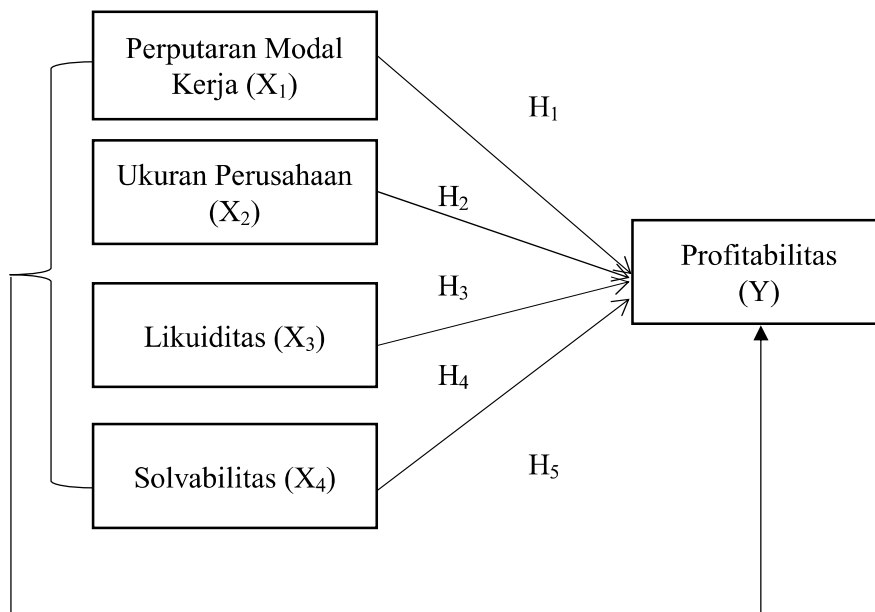 Perputaran Modal
Kerja (X₁)
H₁
Ukuran Perusahaan
(X₂)
H₂
Profitabilitas
(Y)
H₃
Likuiditas (X₃)
H₄
Solvabilitas (X₄)
H₅